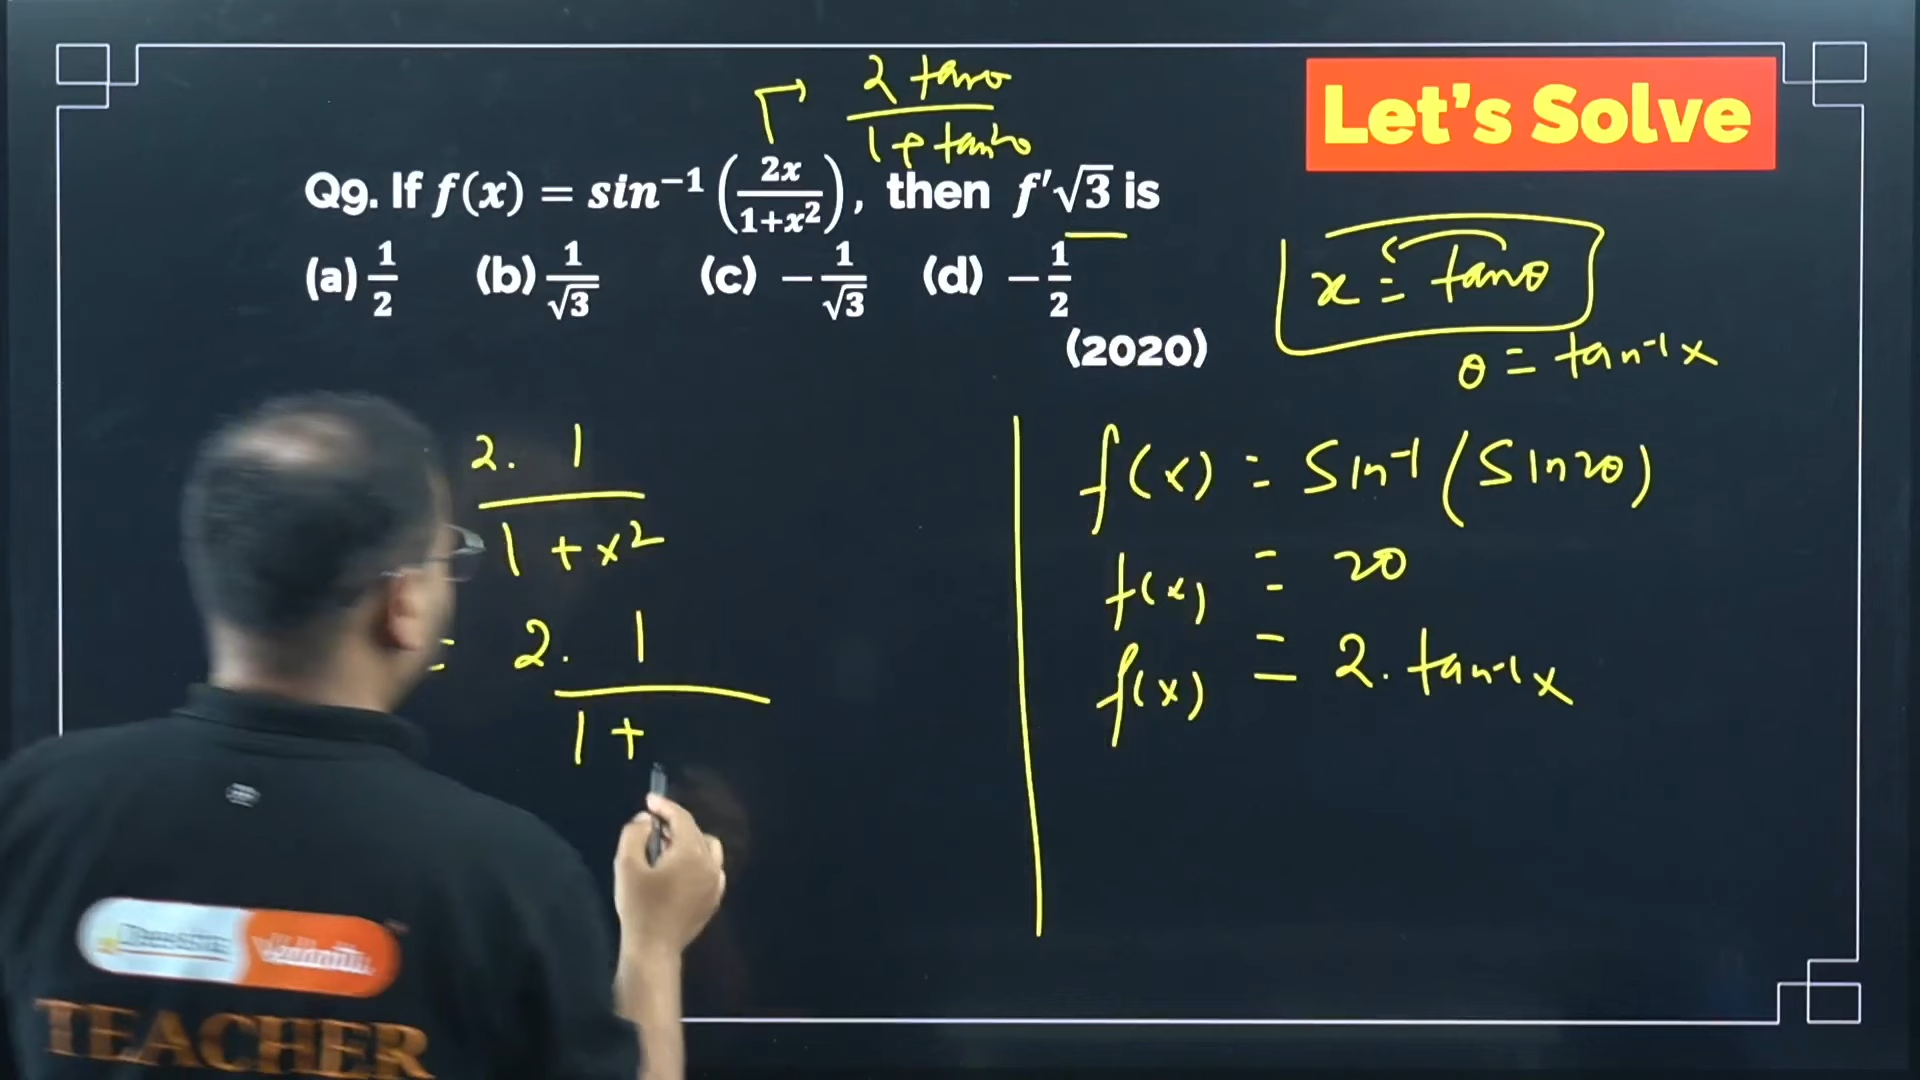 Let's Solve
2 tanθ
1 + tan²θ
Q9. If f(x) = sin⁻¹ (2x / 1+x²), then f'√3 is
(a) 1/2 (b) 1/√3 (c) −1/√3 (d) −1/2
(2020)
x = tanθ
θ = tan⁻¹ x
2. 1
1 + x²
= 2. 1
1 +
f(x) = Sin⁻¹ (Sin2θ)
f(x) = 2θ
f(x) = 2. tan⁻¹x
TEACHER